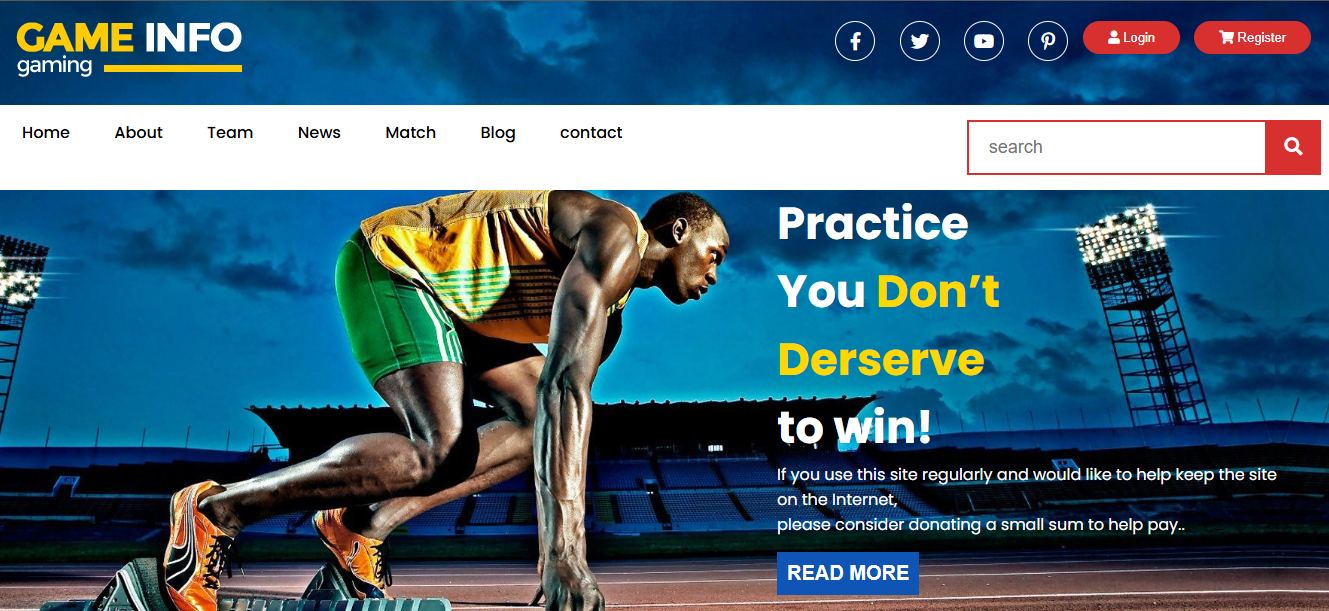 GAME INFO
gaming
Login
Register
Home
About
Team
News
Match
Blog
contact
search
Practice
You Don’t
Derserve
to win!
If you use this site regularly and would like to help keep the site
on the Internet,
please consider donating a small sum to help pay..
READ MORE